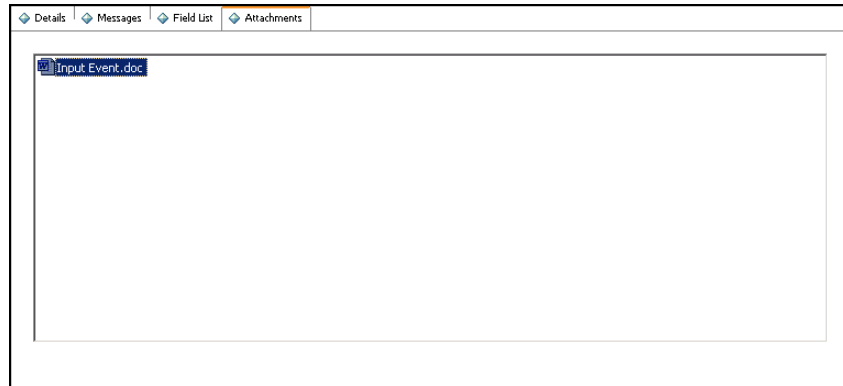 Details Messages Field List Attachments
Input Event.doc